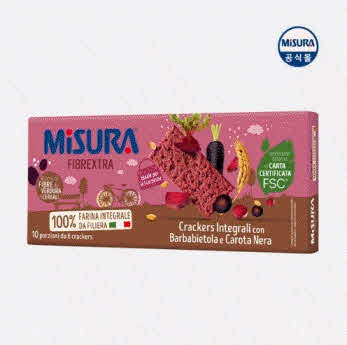 MiSURA
공식몰
MiSURA
FIBREXTRA
FIBRE
VERDURA
CEREALI
100%
FARINA INTEGRALE
DA FILIERA
10 porzioni da 6 crackers
CARTA
CERTIFICATA
FSC
Crackers Integrali con
Barbabietola e Carota Nera
MiSURA